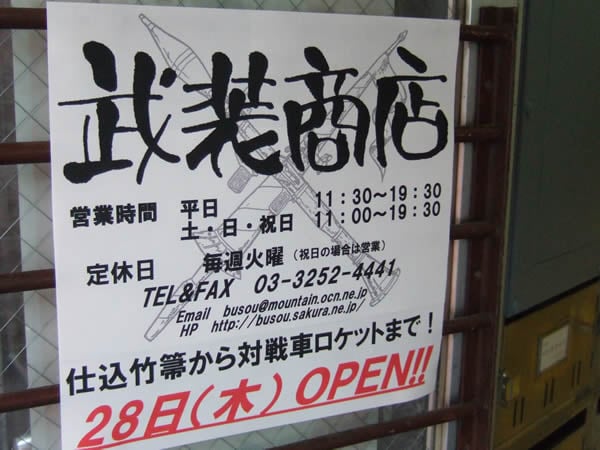 武装商店
営業時間 平日 11：30～19：30
土・日・祝日 11：00～19：30
定休日 毎週火曜（祝日の場合は営業）
TEL&FAX 03-3252-4441
Email busou@mountain.ocn.ne.jp
HP http://busou.sakura.ne.jp/
仕込竹箒から対戦車ロケットまで！
28日（木）OPEN!!